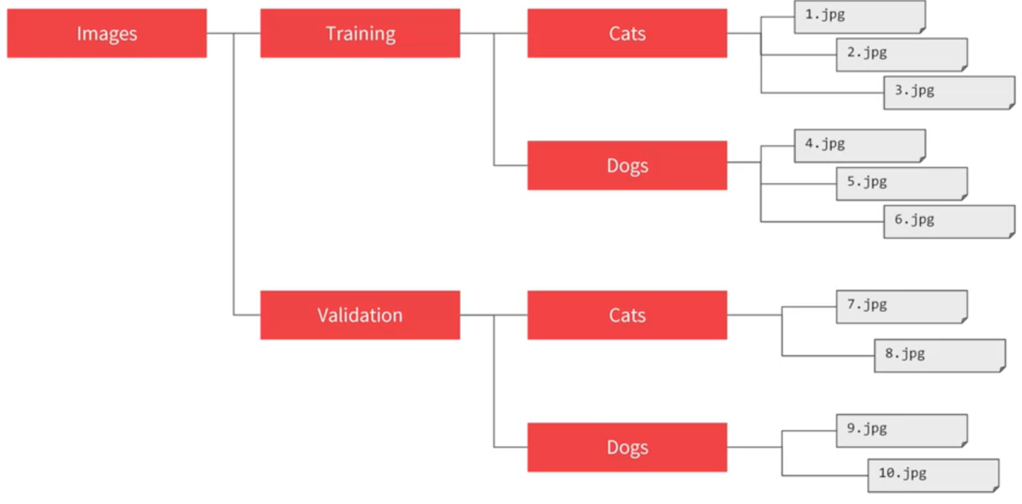 Images
Training
Cats
1.jpg
2.jpg
3.jpg
Dogs
4.jpg
5.jpg
6.jpg
Validation
Cats
7.jpg
8.jpg
Dogs
9.jpg
10.jpg